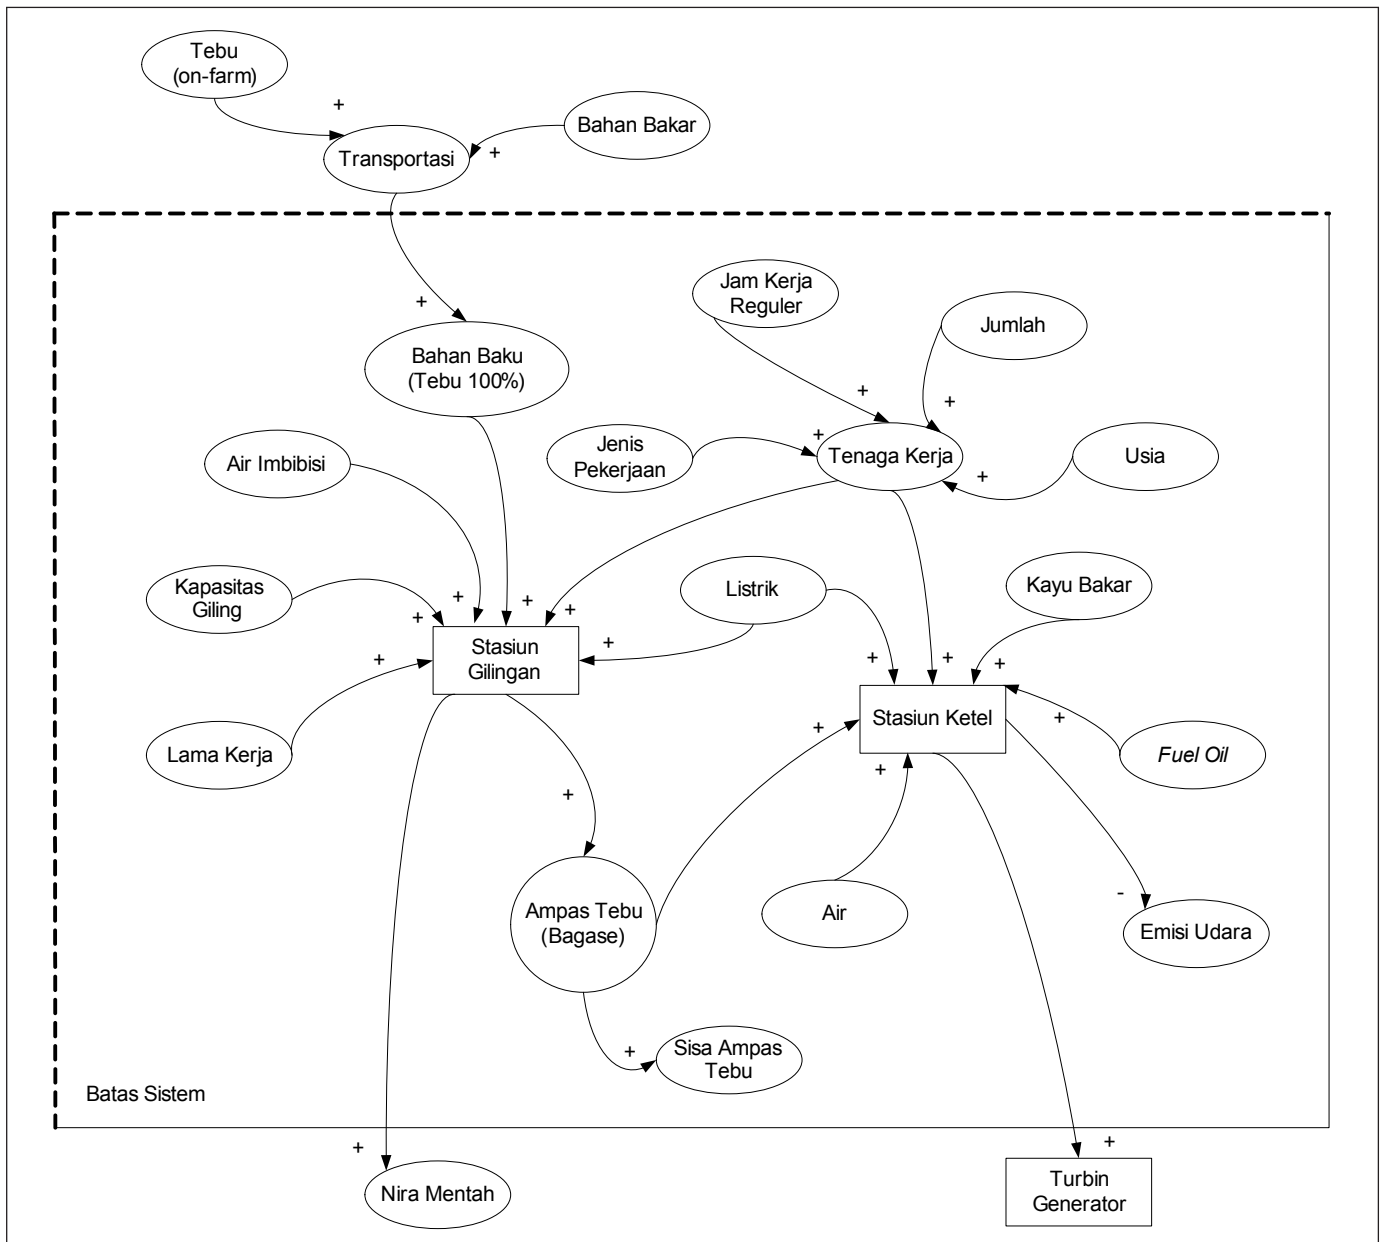 Tebu
(on-farm)
+
Bahan Bakar
+
Transportasi
+
Jam Kerja
Reguler
Jumlah
Bahan Baku
(Tebu 100%)
+
+
Air Imbibisi
Jenis
Pekerjaan
+
Tenaga Kerja
+
Usia
Kapasitas
Giling
+
+
+
+
Listrik
Kayu Bakar
Stasiun
Gilingan
+
+
+
+
+
Lama Kerja
Stasiun Ketel
+
+
+
Fuel Oil
+
Ampas Tebu
(Bagase)
Air
-
Emisi Udara
+
Sisa Ampas
Tebu
Batas Sistem
+
Nira Mentah
+
Turbin
Generator